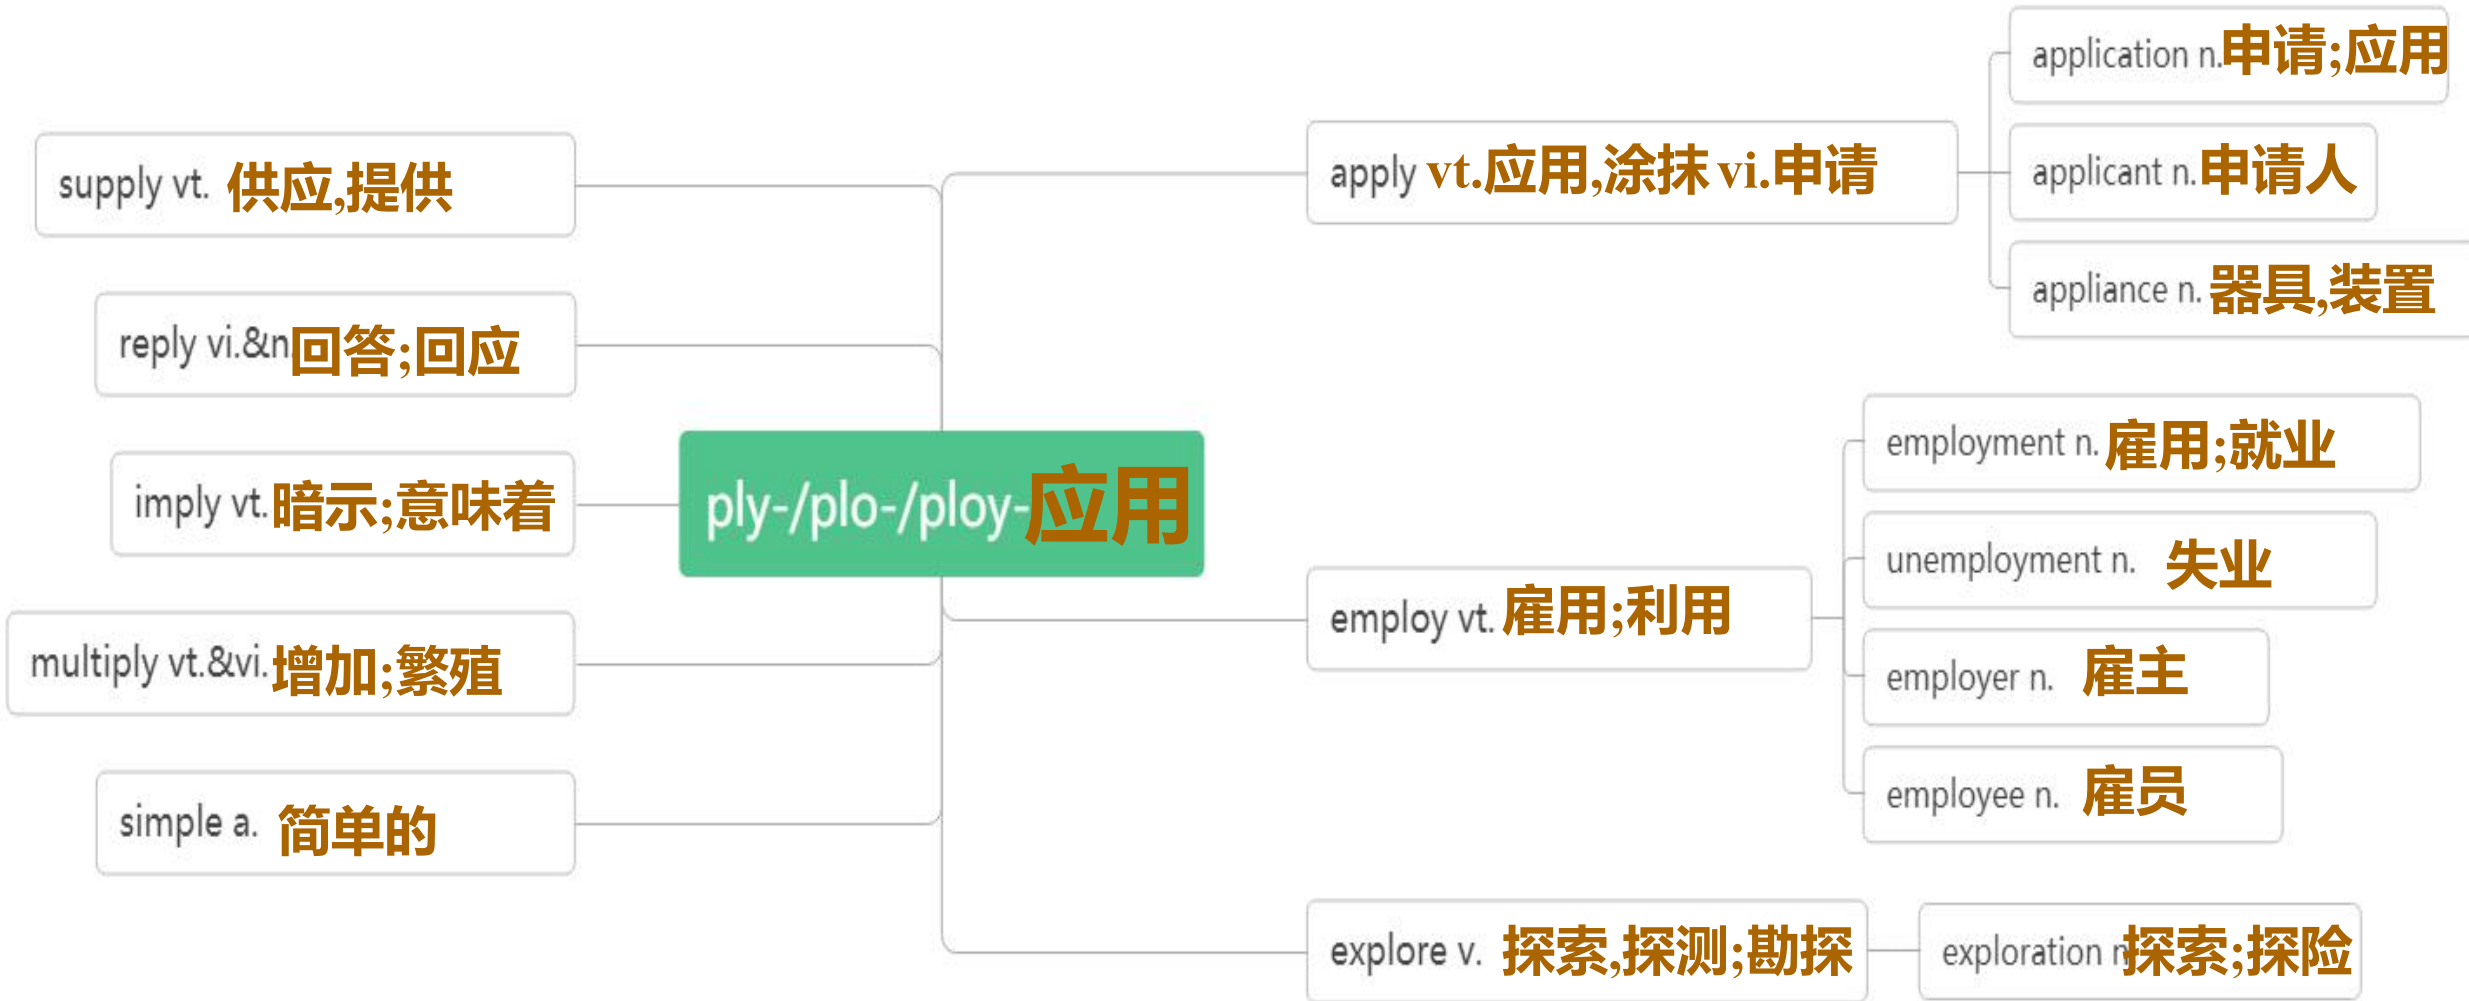 supply vt. 供应,提供
reply vi.&n.回答;回应
imply vt.暗示;意味着
multiply vt.&vi.增加;繁殖
simple a. 简单的
ply-/plo-/ploy-应用
apply vt.应用,涂抹 vi.申请
application n.申请;应用
applicant n.申请人
appliance n.器具,装置
employ vt.雇用;利用
employment n.雇用;就业
unemployment n. 失业
employer n. 雇主
employee n. 雇员
explore v. 探索,探测;勘探
exploration n探索;探险